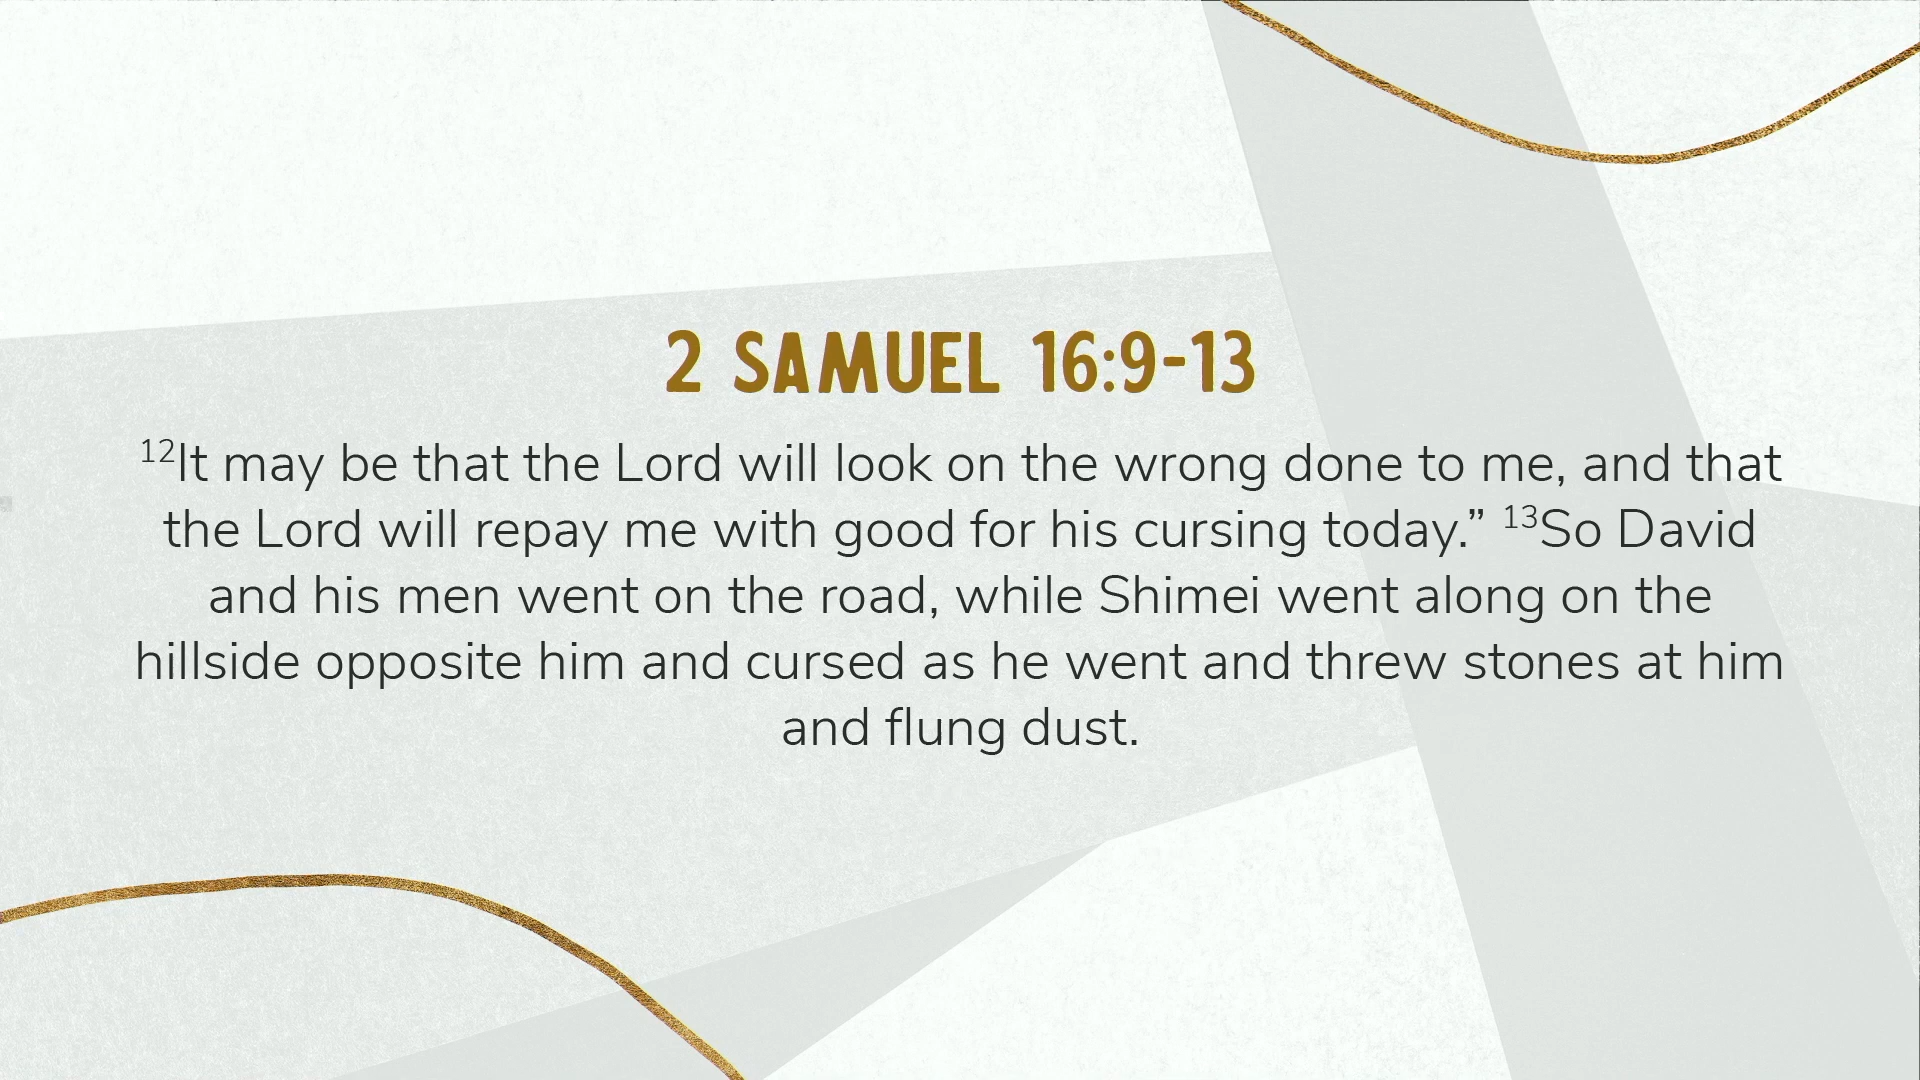 2 SAMUEL 16:9-13
¹²It may be that the Lord will look on the wrong done to me, and that
the Lord will repay me with good for his cursing today.” ¹³So David
and his men went on the road, while Shimei went along on the
hillside opposite him and cursed as he went and threw stones at him
and flung dust.